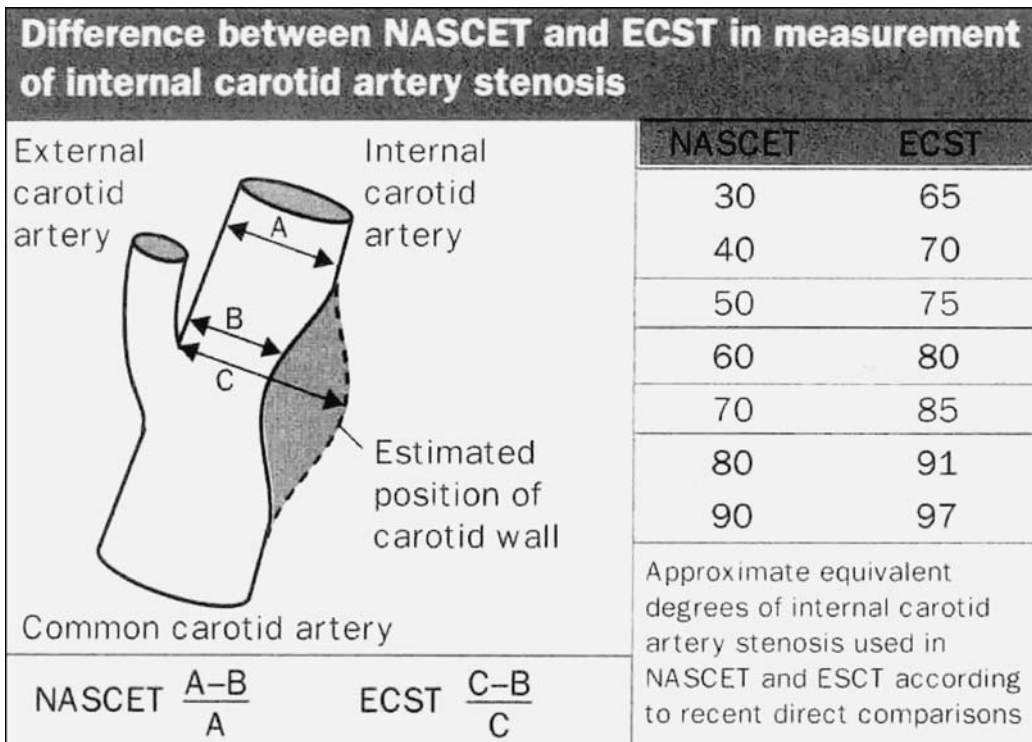 Difference between NASCET and ECST in measurement
of internal carotid artery stenosis
External
carotid
artery
Internal
carotid
artery
A
B
C
Estimated
position of
carotid wall
Common carotid artery
NASCET A–B
A
ECST C–B
C
NASCET ECST
30 65
40 70
50 75
60 80
70 85
80 91
90 97
Approximate equivalent
degrees of internal carotid
artery stenosis used in
NASCET and ESCT according
to recent direct comparisons